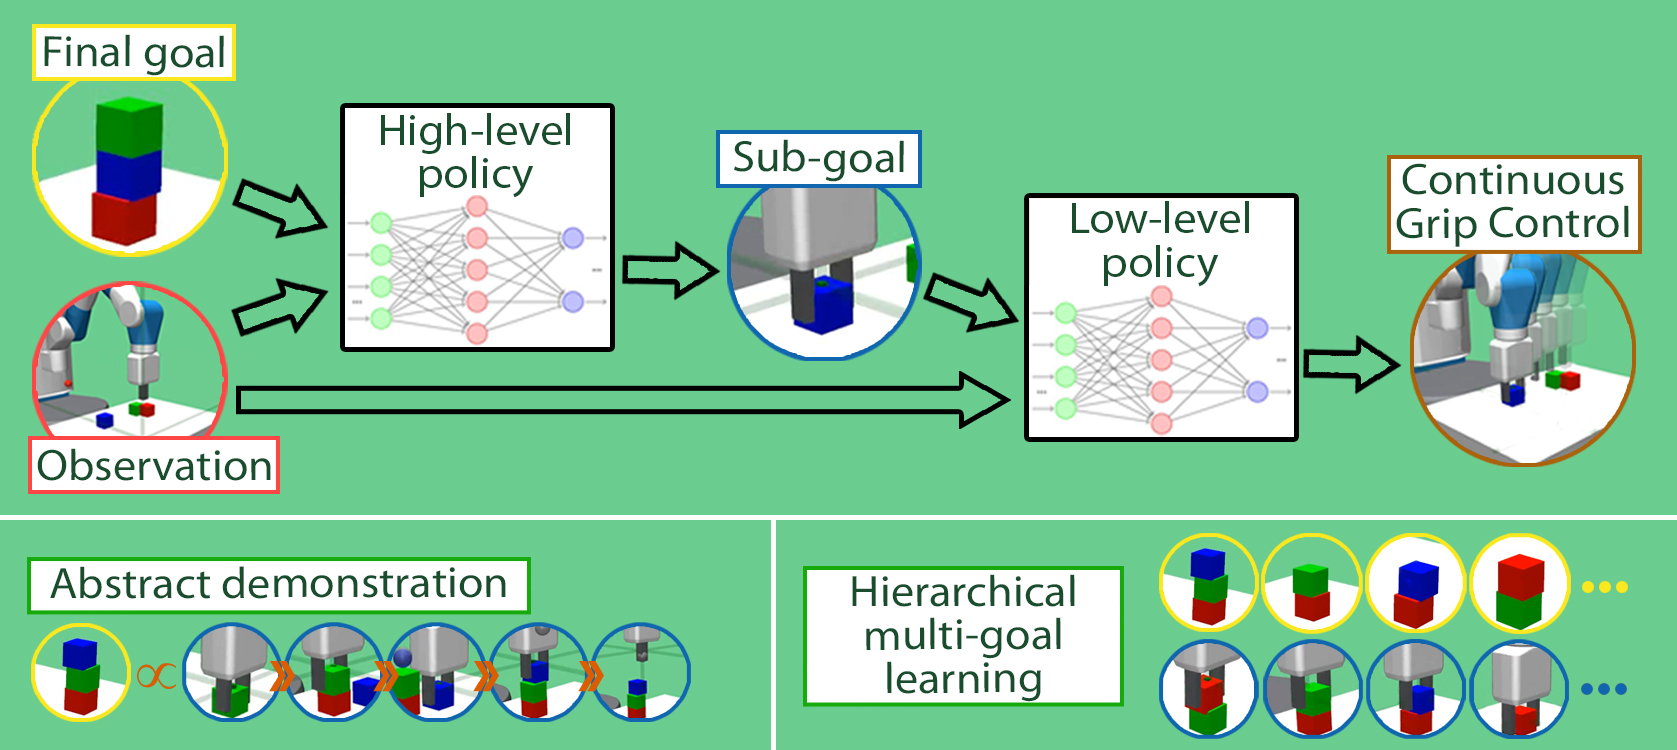 Final goal
High-level
policy
Sub-goal
Low-level
policy
Continuous
Grip Control
Observation
Abstract demonstration
∝
Hierarchical
multi-goal
learning